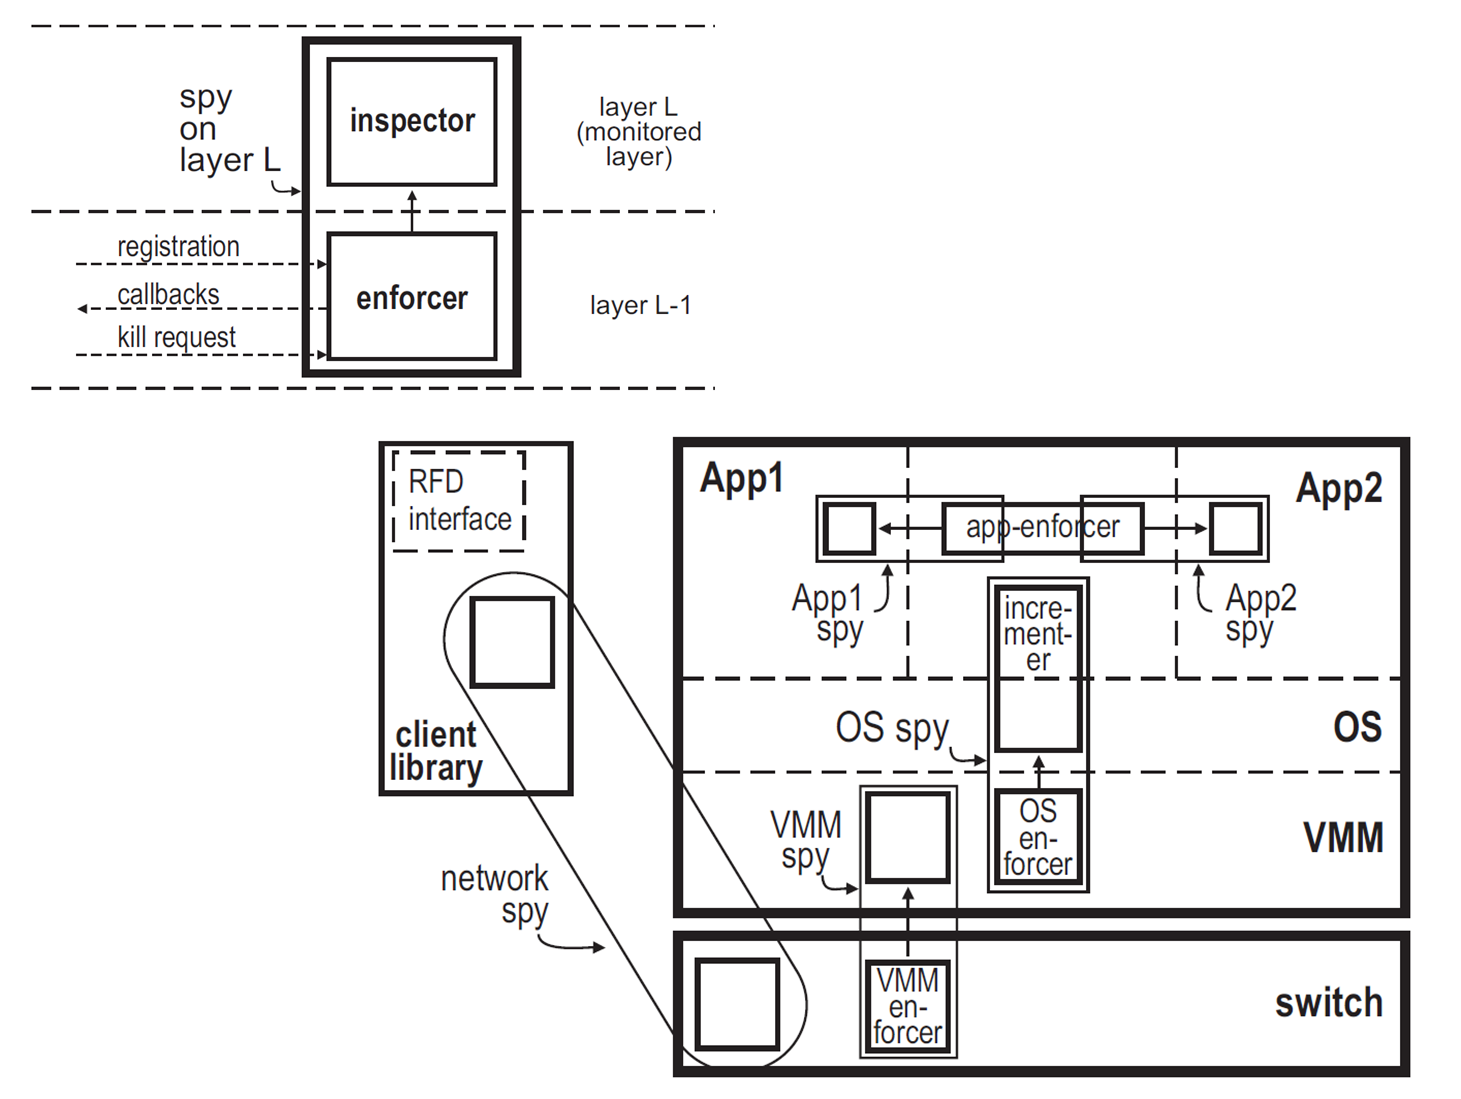 spy
on
layer L
inspector
layer L
(monitored
layer)
registration
callbacks
kill request
enforcer
layer L-1
RFD
interface
client
library
network
spy
App1
App2
app-enforcer
App1
spy
App2
spy
incre-
ment-
er
OS spy
OS
VMM
spy
OS
en-
forcer
VMM
VMM
en-
forcer
switch